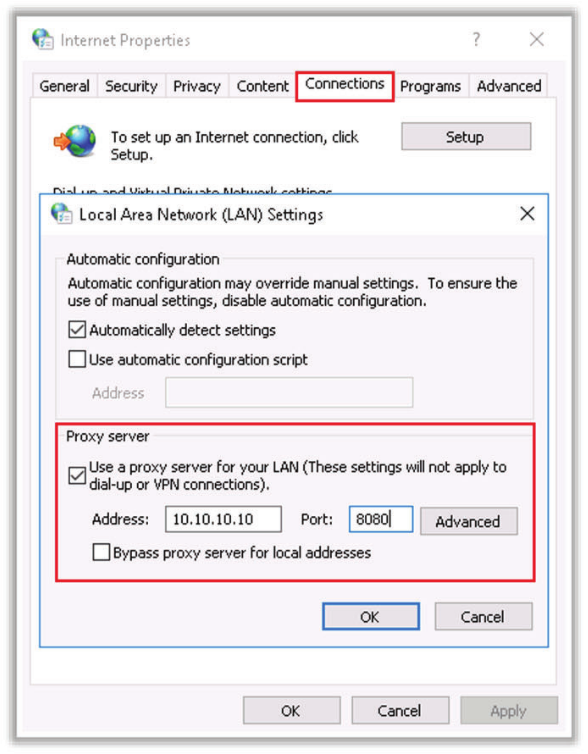 Internet Properties
?
General Security Privacy Content Connections Programs Advanced
To set up an Internet connection, click
Setup.
Setup
Dial-up and Virtual Private Network settings
Local Area Network (LAN) Settings
Automatic configuration
Automatic configuration may override manual settings. To ensure the
use of manual settings, disable automatic configuration.
Automatically detect settings
Use automatic configuration script
Address
Proxy server
Use a proxy server for your LAN (These settings will not apply to
dial-up or VPN connections).
Address: 10.10.10.10 Port: 8080 Advanced
Bypass proxy server for local addresses
OK Cancel
OK Cancel Apply